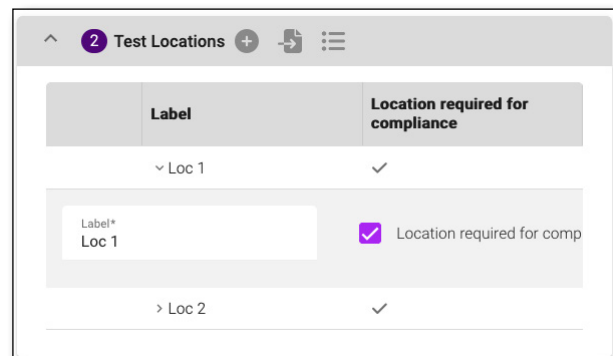 2 Test Locations
Label
Location required for
compliance
Loc 1
Label*
Loc 1
Location required for comp
Loc 2